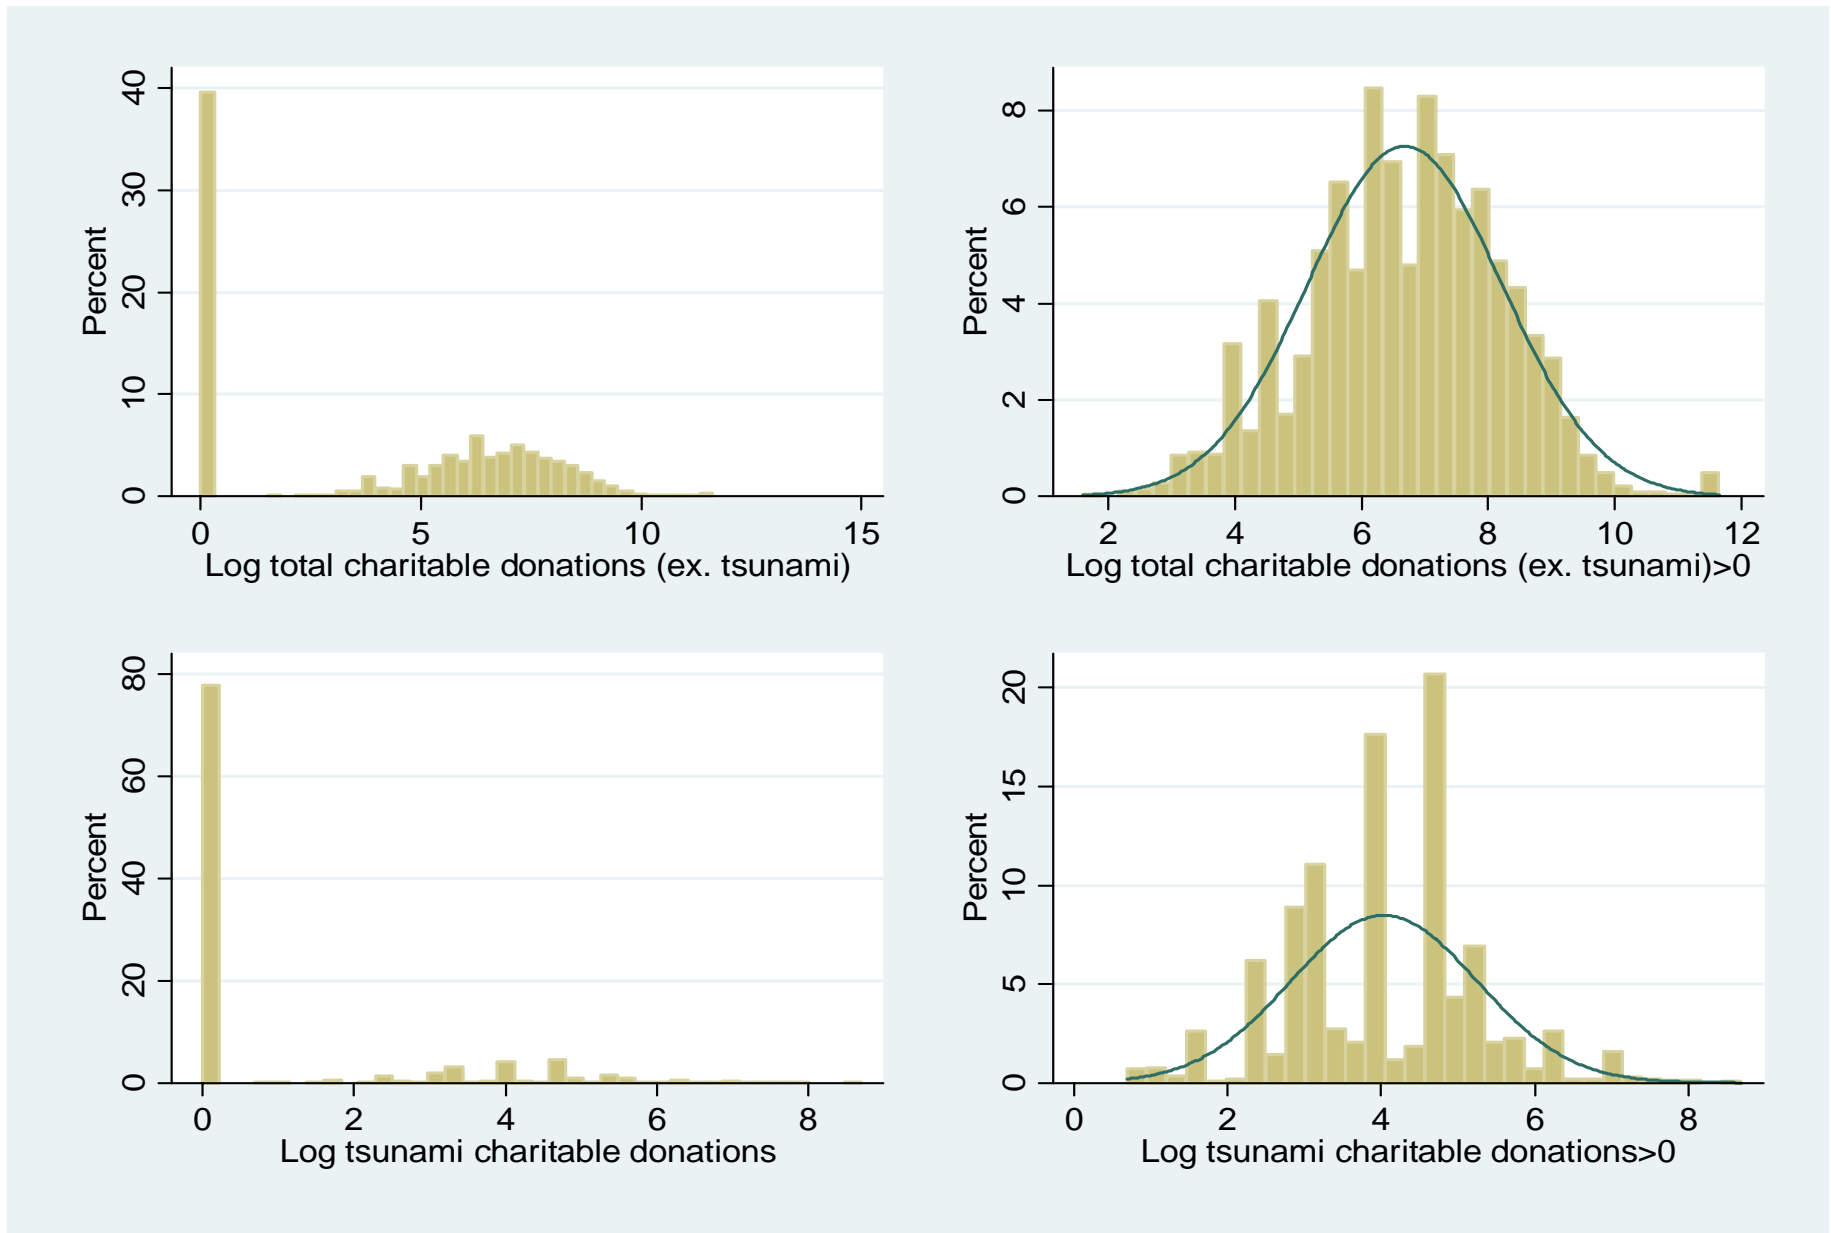 Percent
40
30
20
10
0
0 5 10 15
Log total charitable donations (ex. tsunami)
Percent
8
6
4
2
0
2 4 6 8 10 12
Log total charitable donations (ex. tsunami)>0
Percent
80
60
40
20
0
0 2 4 6 8
Log tsunami charitable donations
Percent
20
15
10
5
0
0 2 4 6 8
Log tsunami charitable donations>0